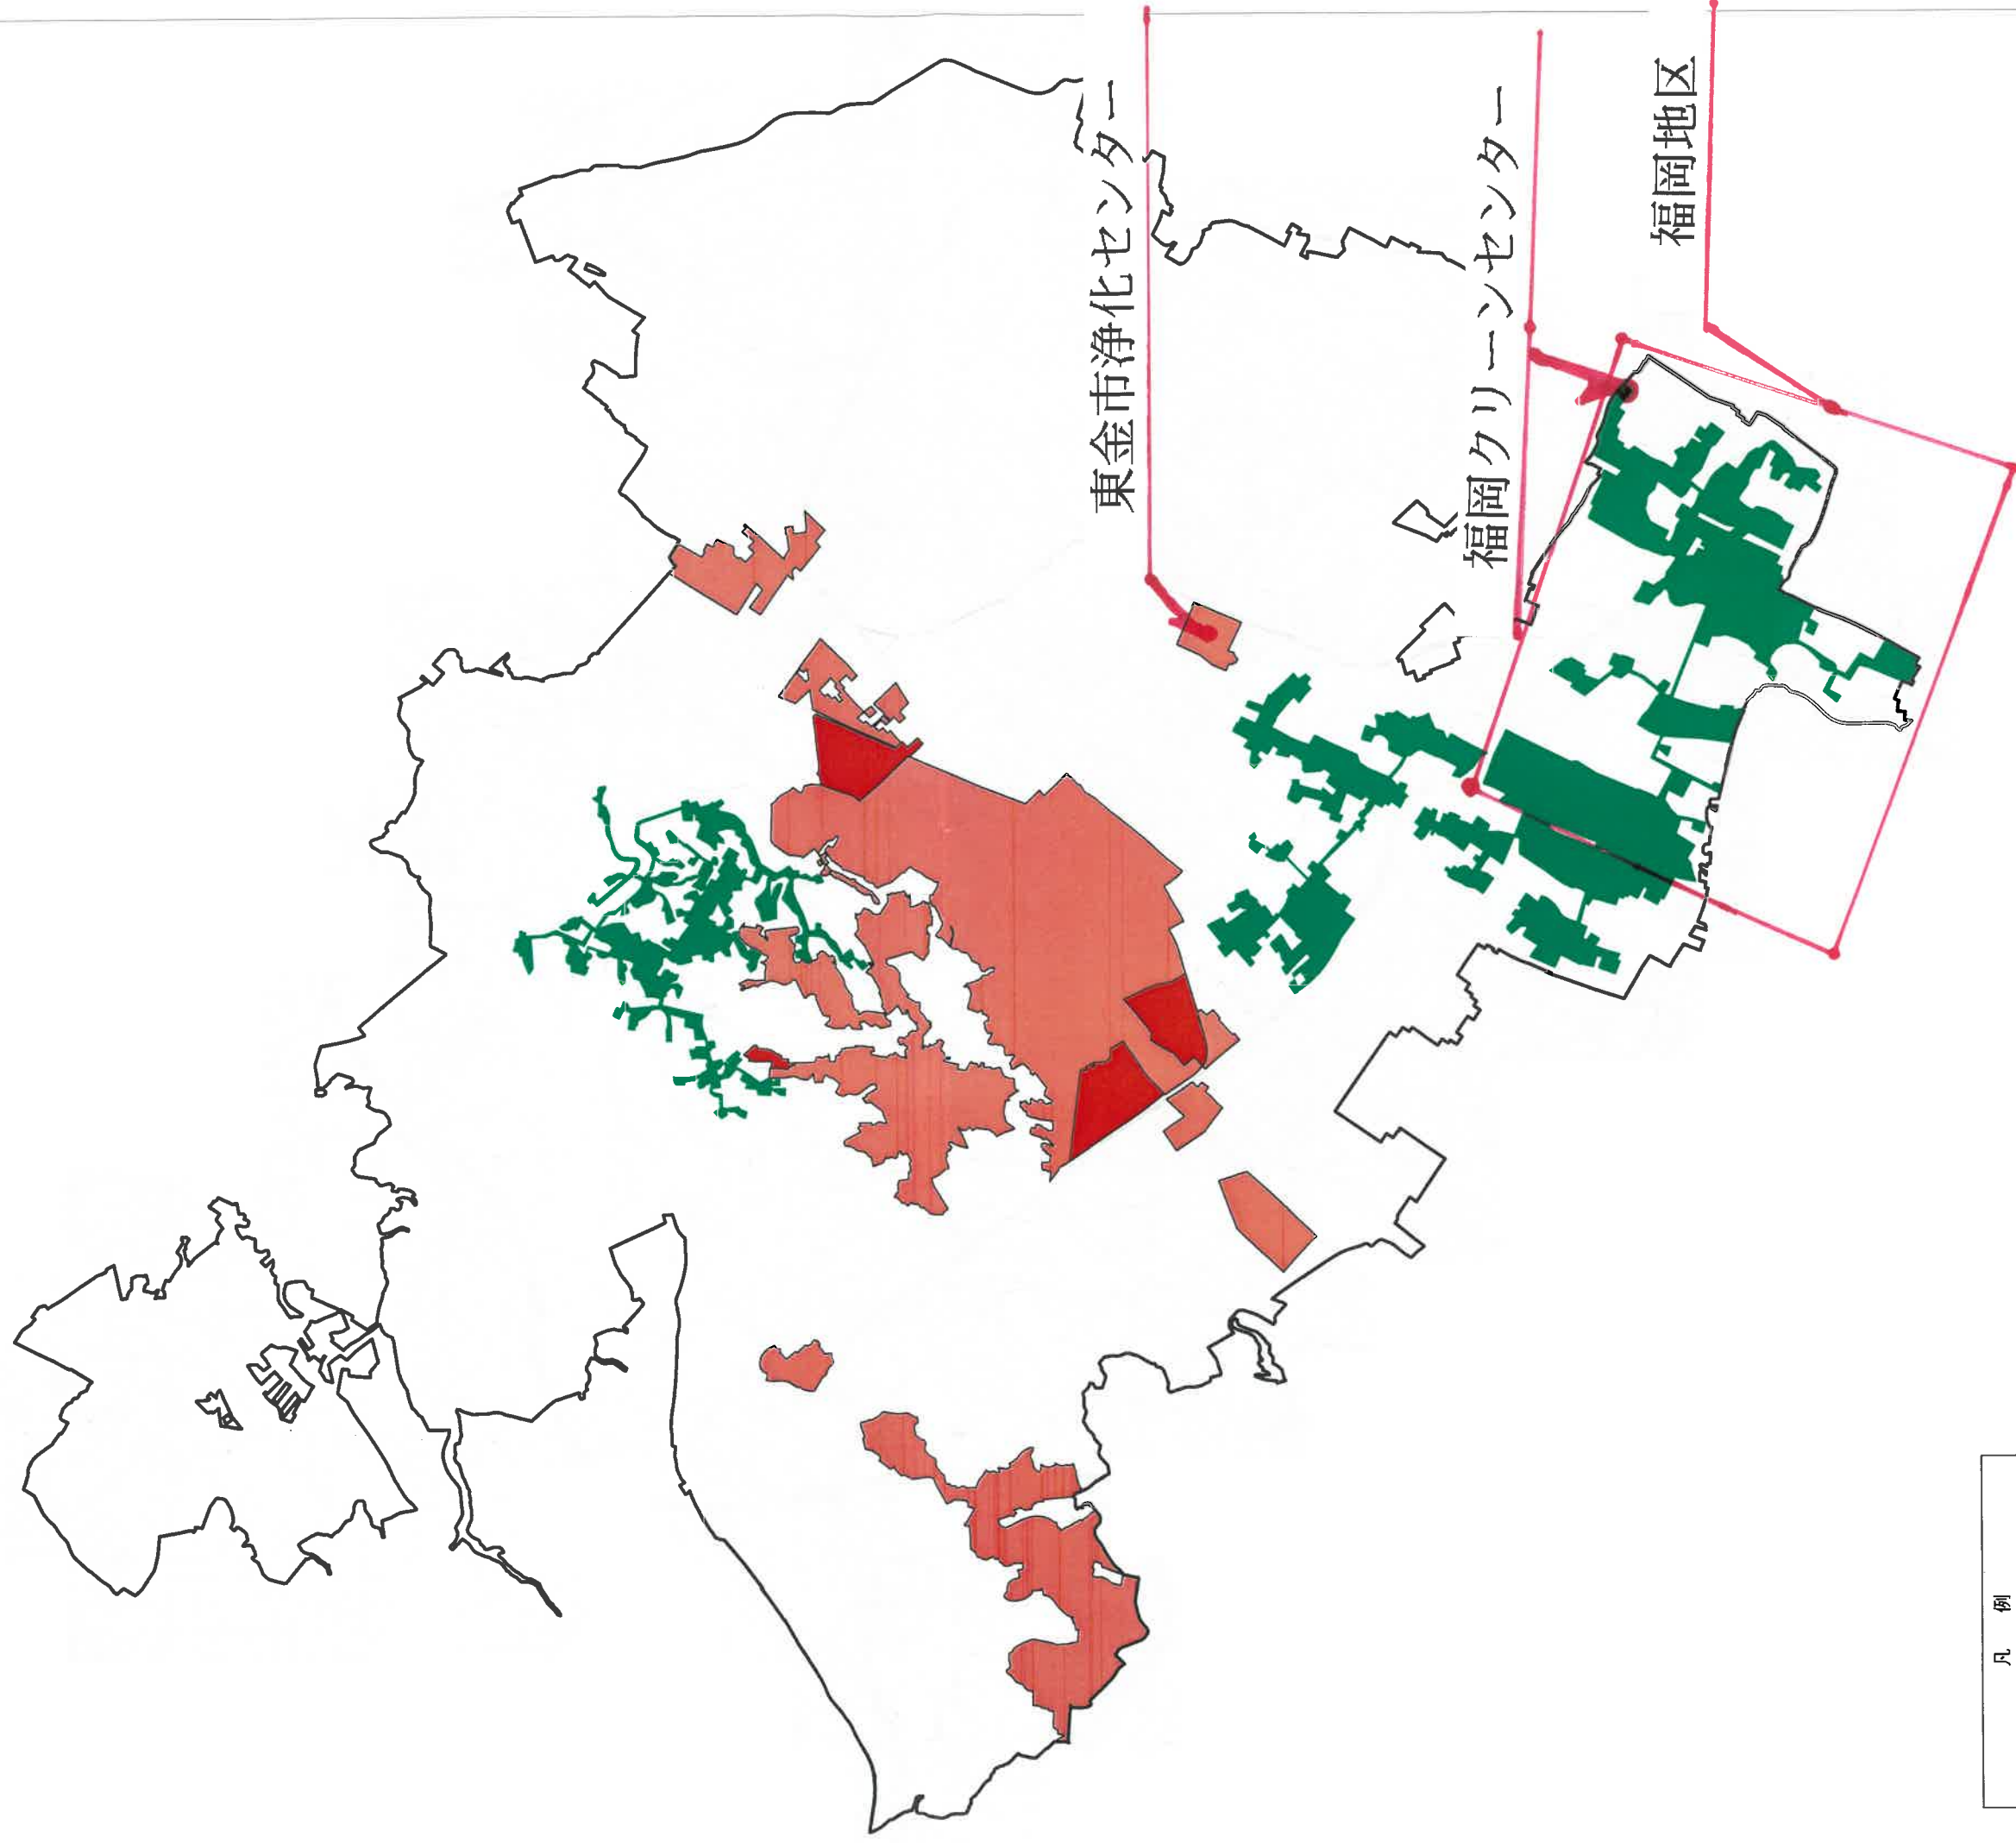 東金市浄化センター
福岡クリーンセンター
福岡地区
凡 例